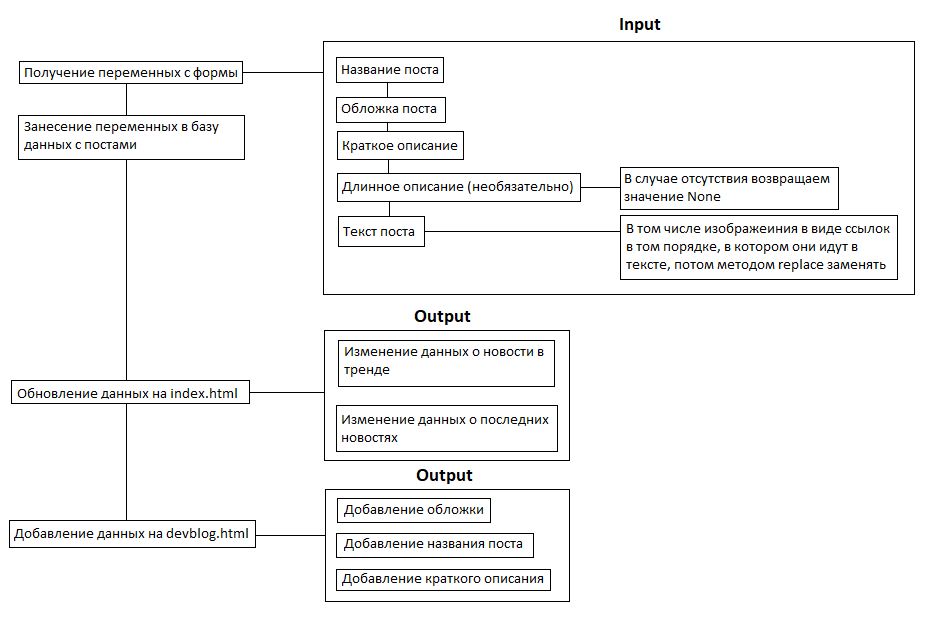 Input
Получение переменных с формы
Название поста
Обложка поста
Занесение переменных в базу
данных с постами
Краткое описание
Длинное описание (необязательно)
В случае отсутствия возвращаем
значение None
Текст поста
В том числе изображеиния в виде ссылок
в том порядке, в котором они идут в
тексте, потом методом replace заменять
Output
Изменение данных о новости в
тренде
Обновление данных на index.html
Изменение данных о последних
новостях
Output
Добавление обложки
Добавление данных на devblog.html
Добавление названия поста
Добавление краткого описания